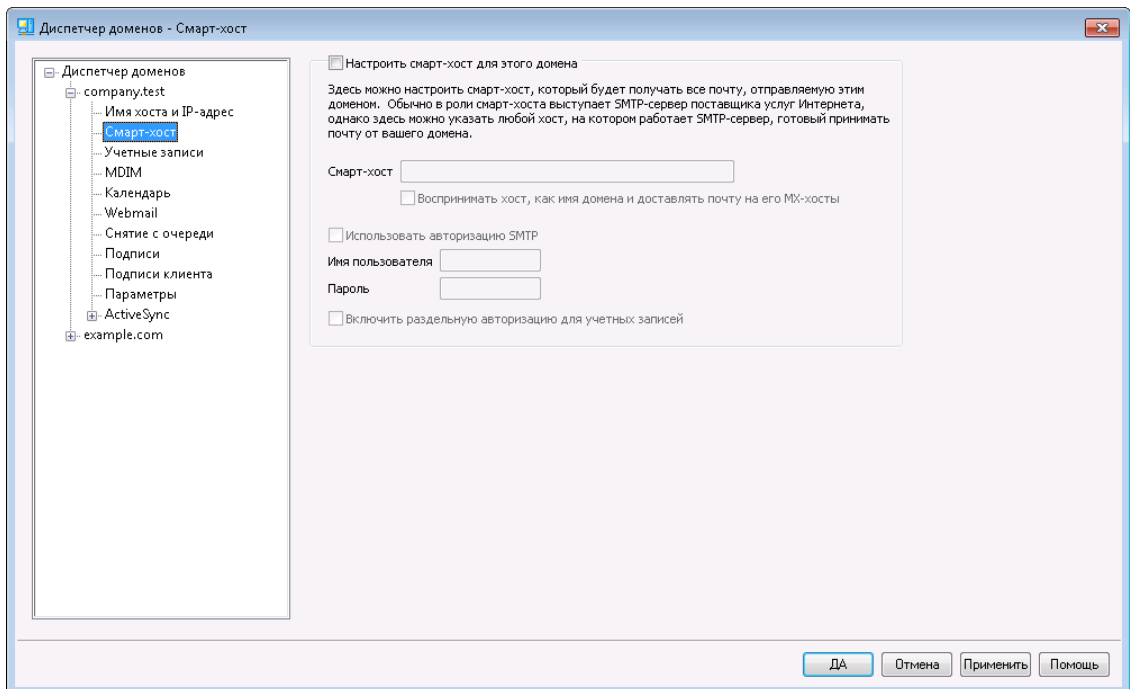 Диспетчер доменов - Смарт-хост
Диспетчер доменов
company.test
Имя хоста и IP-адрес
Смарт-хост
Учетные записи
MDIM
Календарь
Webmail
Снятие с очереди
Подписи
Подписи клиента
Параметры
ActiveSync
example.com
Настроить смарт-хост для этого домена
Здесь можно настроить смарт-хост, который будет получать все почту, отправляемую этим
доменом. Обычно в роли смарт-хоста выступает SMTP-сервер поставщика услуг Интернета,
однако здесь можно указать любой хост, на котором работает SMTP-сервер, готовый принимать
почту от вашего домена.
Смарт-хост
Воспринимать хост, как имя домена и доставлять почту на его MX-хосты
Использовать авторизацию SMTP
Имя пользователя
Пароль
Включить раздельную авторизацию для учетных записей
ДА
Отмена
Применить
Помощь